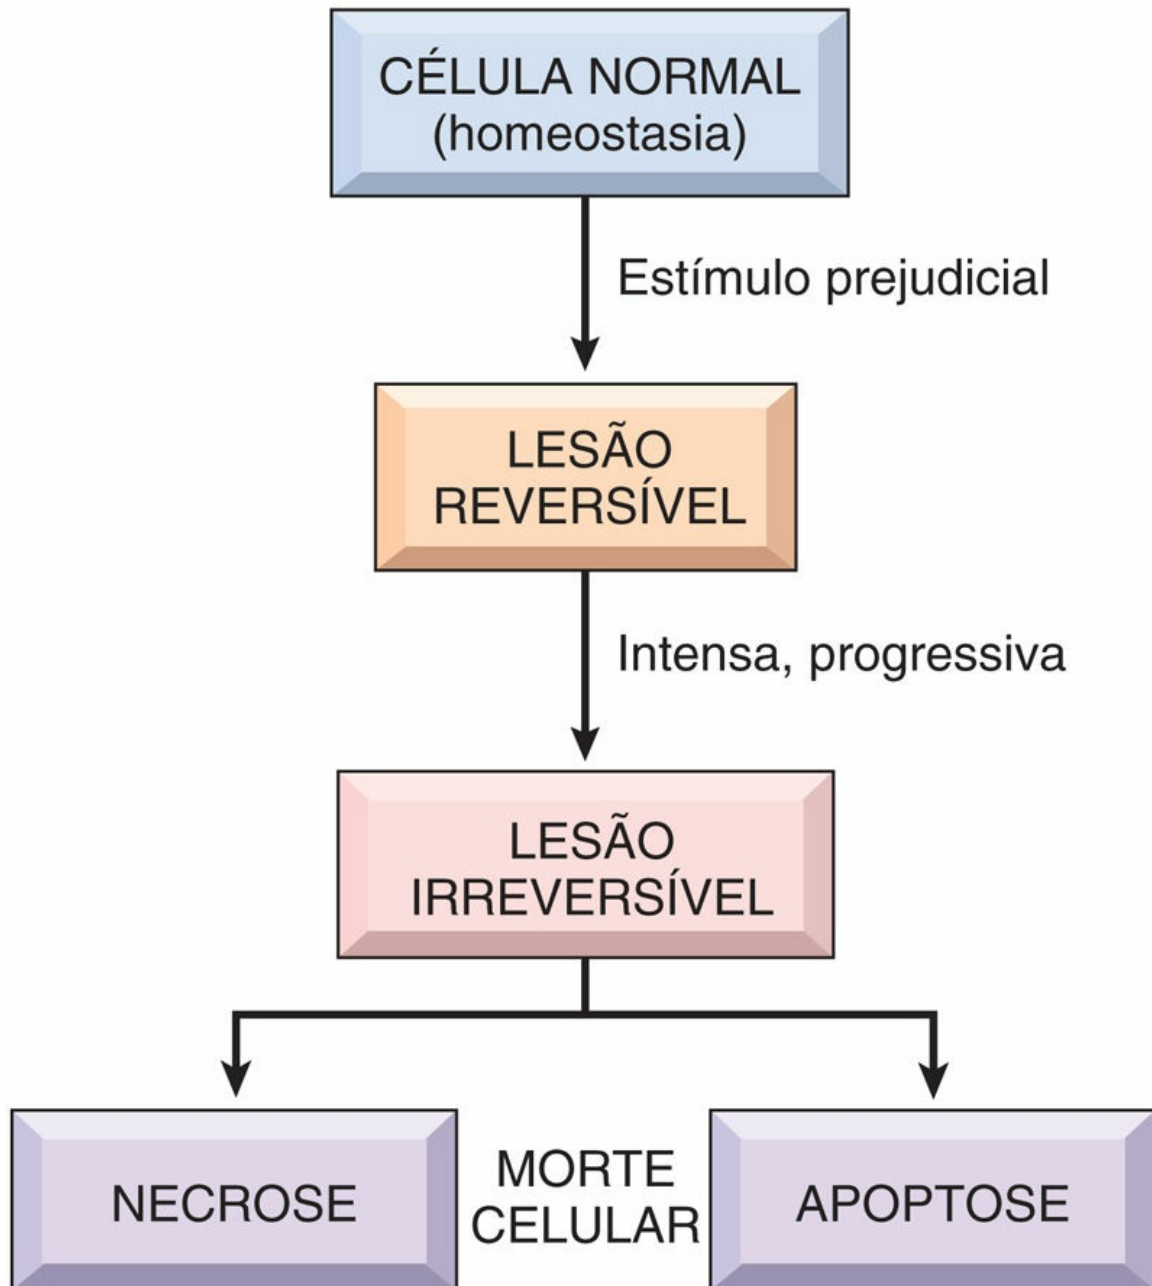 CÉLULA NORMAL
(homeostasia)
Estímulo prejudicial
LESÃO
REVERSÍVEL
Intensa, progressiva
LESÃO
IRREVERSÍVEL
NECROSE
MORTE
CELULAR
APOPTOSE